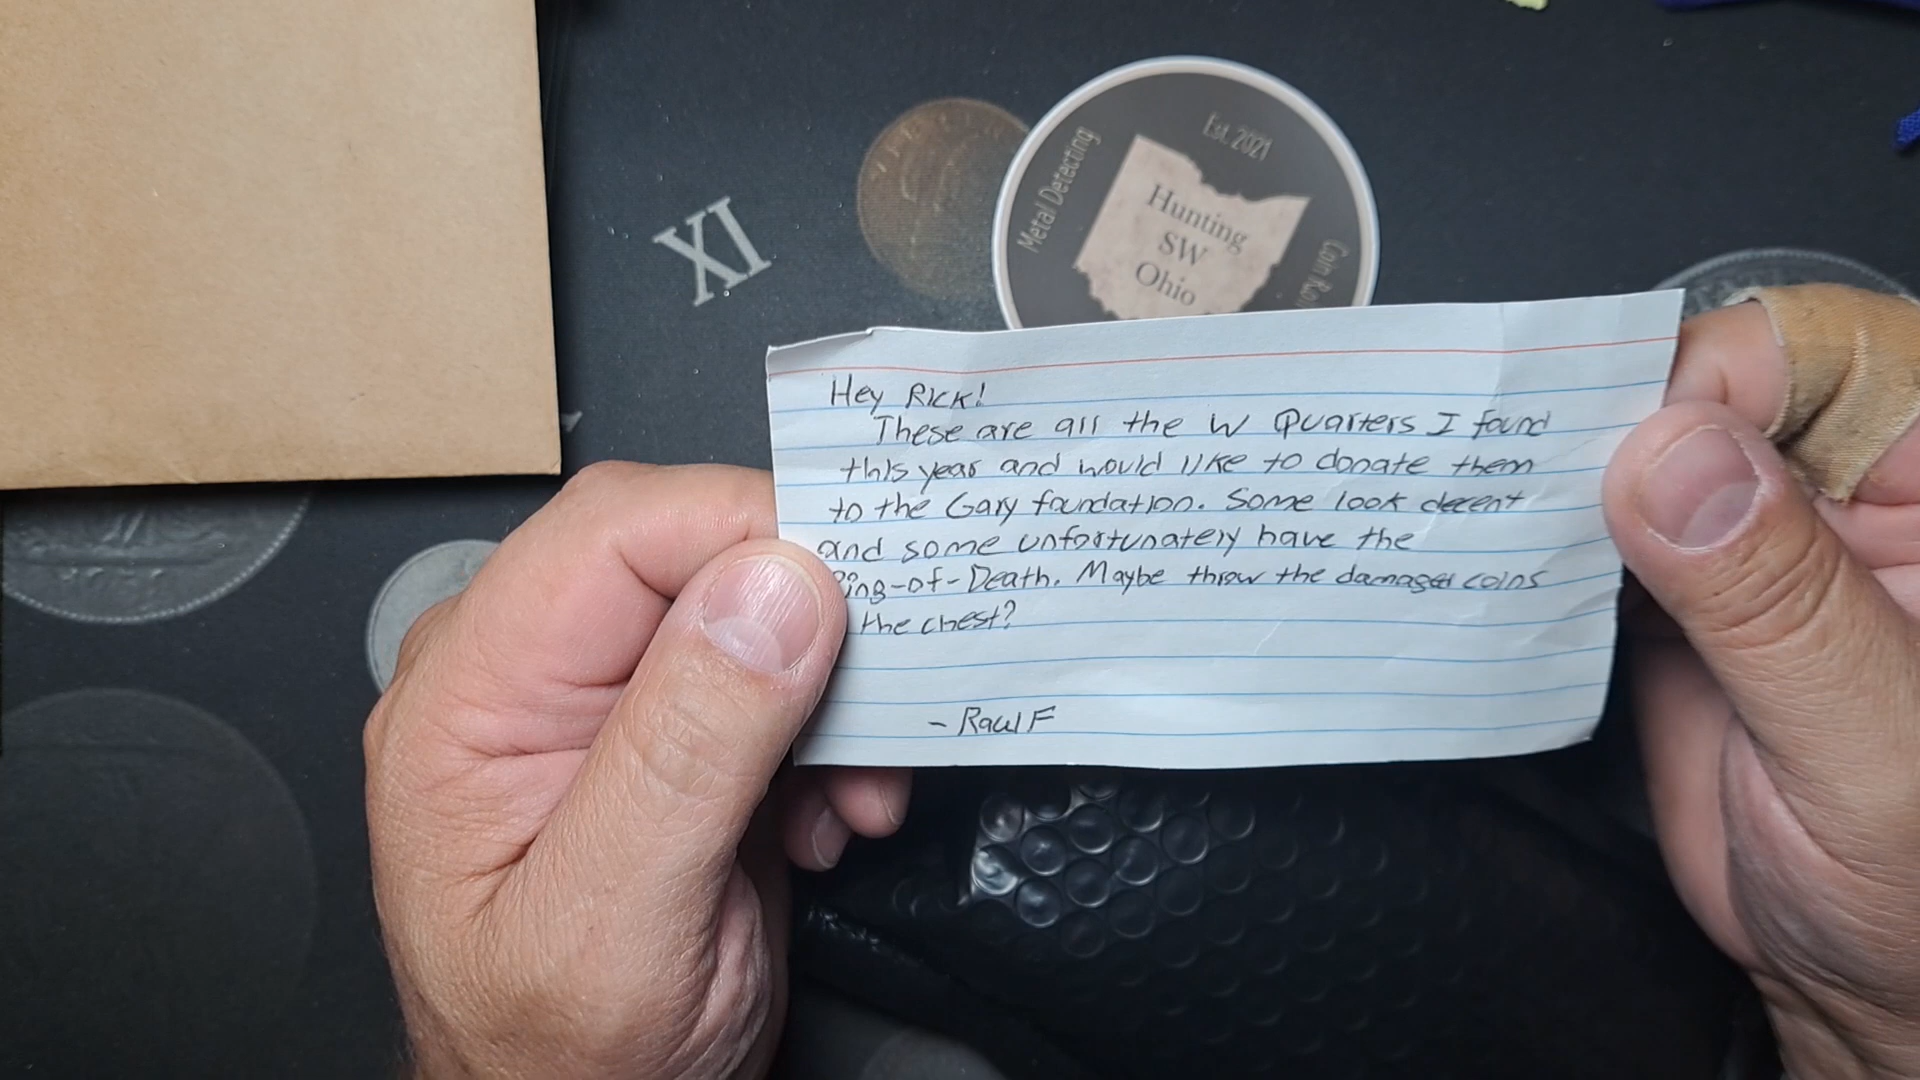 Est. 2021
Metal Detecting
Hunting
SW
Ohio
Coin
XI
Hey Rick!
These are all the W Quarters I found
this year and would like to donate them
to the Gary foundation. Some look decent
and some unfortunately have the
Ring-of-Death. Maybe throw the damaged coins
the chest?
- Raul F